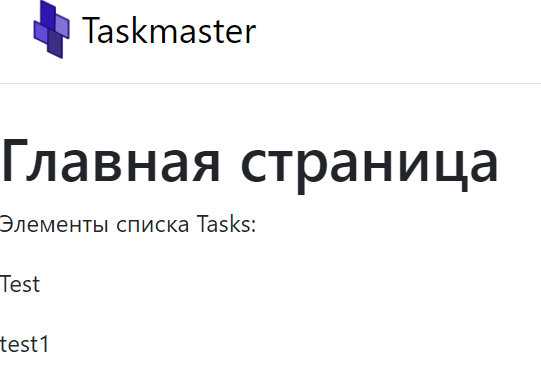 Taskmaster
Главная страница
Элементы списка Tasks:
Test
test1